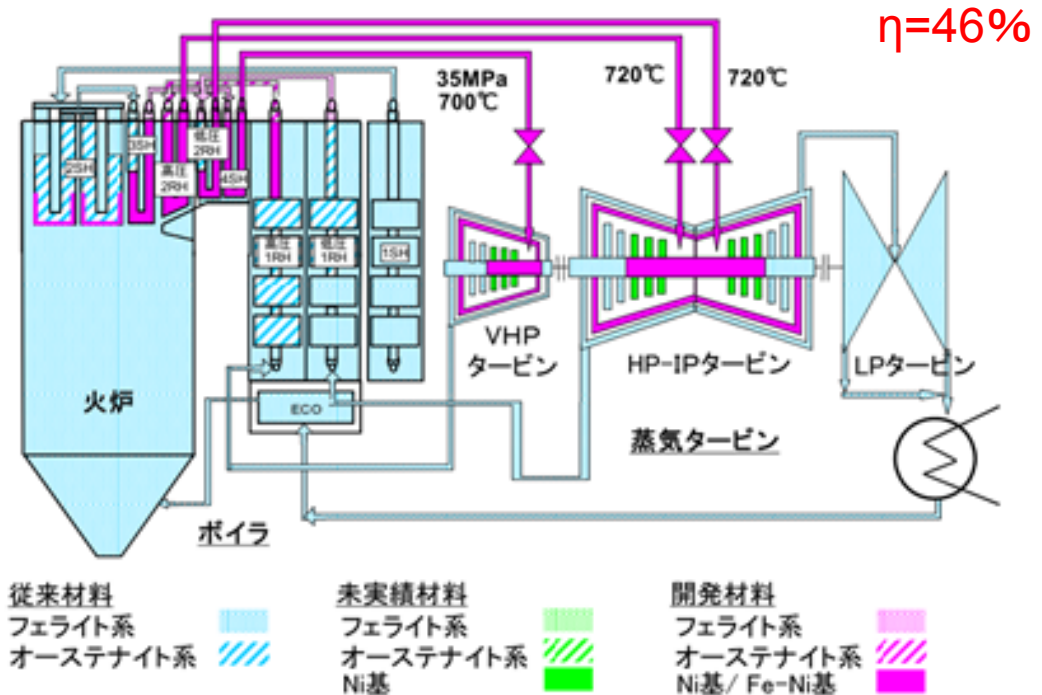 η=46%
35MPa
700℃
720℃
720℃
2SH
3SH
高圧
2RH
低圧
2RH
4SH
高圧
1RH
低圧
1RH
1SH
ECO
火炉
ボイラ
VHP
タービン
HP-IPタービン
LPタービン
蒸気タービン
従来材料
フェライト系
オーステナイト系
未実績材料
フェライト系
オーステナイト系
Ni基
開発材料
フェライト系
オーステナイト系
Ni基/ Fe-Ni基